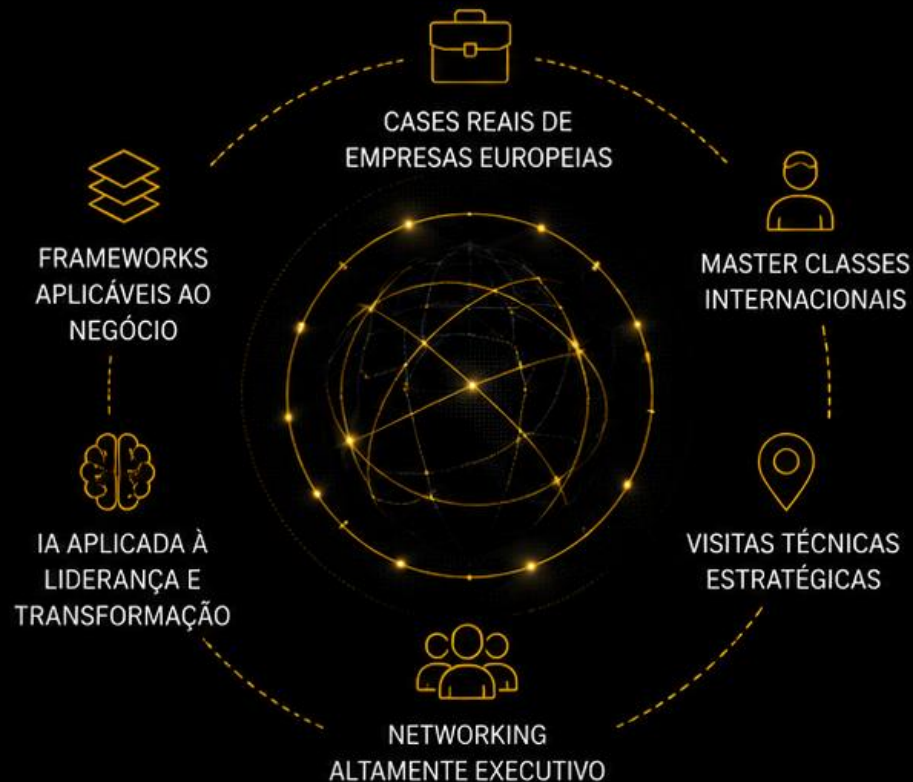 CASES REAIS DE
EMPRESAS EUROPEIAS
MASTER CLASSES
INTERNACIONAIS
VISITAS TÉCNICAS
ESTRATÉGICAS
NETWORKING
ALTAMENTE EXECUTIVO
IA APLICADA À
LIDERANÇA E
TRANSFORMAÇÃO
FRAMEWORKS
APLICÁVEIS AO
NEGÓCIO